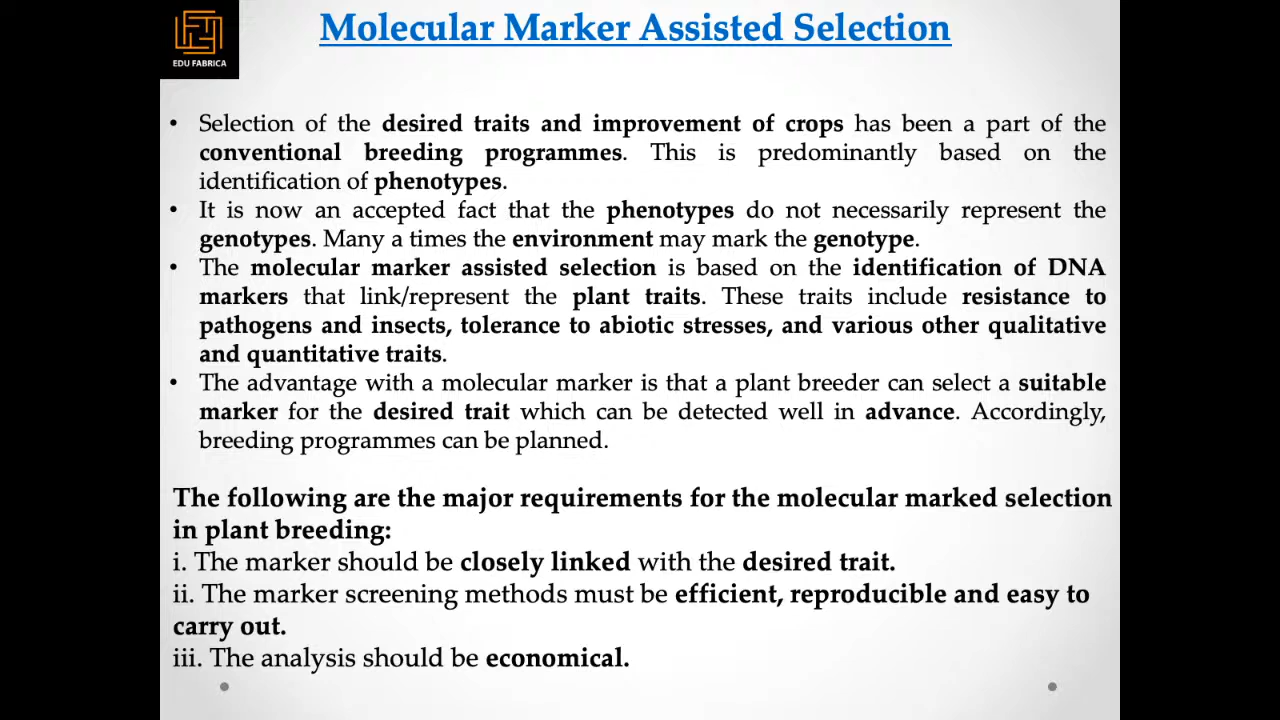 EDU FABRICA
Molecular Marker Assisted Selection
• Selection of the desired traits and improvement of crops has been a part of the
conventional breeding programmes. This is predominantly based on the
identification of phenotypes.
• It is now an accepted fact that the phenotypes do not necessarily represent the
genotypes. Many a times the environment may mark the genotype.
• The molecular marker assisted selection is based on the identification of DNA
markers that link/represent the plant traits. These traits include resistance to
pathogens and insects, tolerance to abiotic stresses, and various other qualitative
and quantitative traits.
• The advantage with a molecular marker is that a plant breeder can select a suitable
marker for the desired trait which can be detected well in advance. Accordingly,
breeding programmes can be planned.
The following are the major requirements for the molecular marked selection
in plant breeding:
i. The marker should be closely linked with the desired trait.
ii. The marker screening methods must be efficient, reproducible and easy to
carry out.
iii. The analysis should be economical.